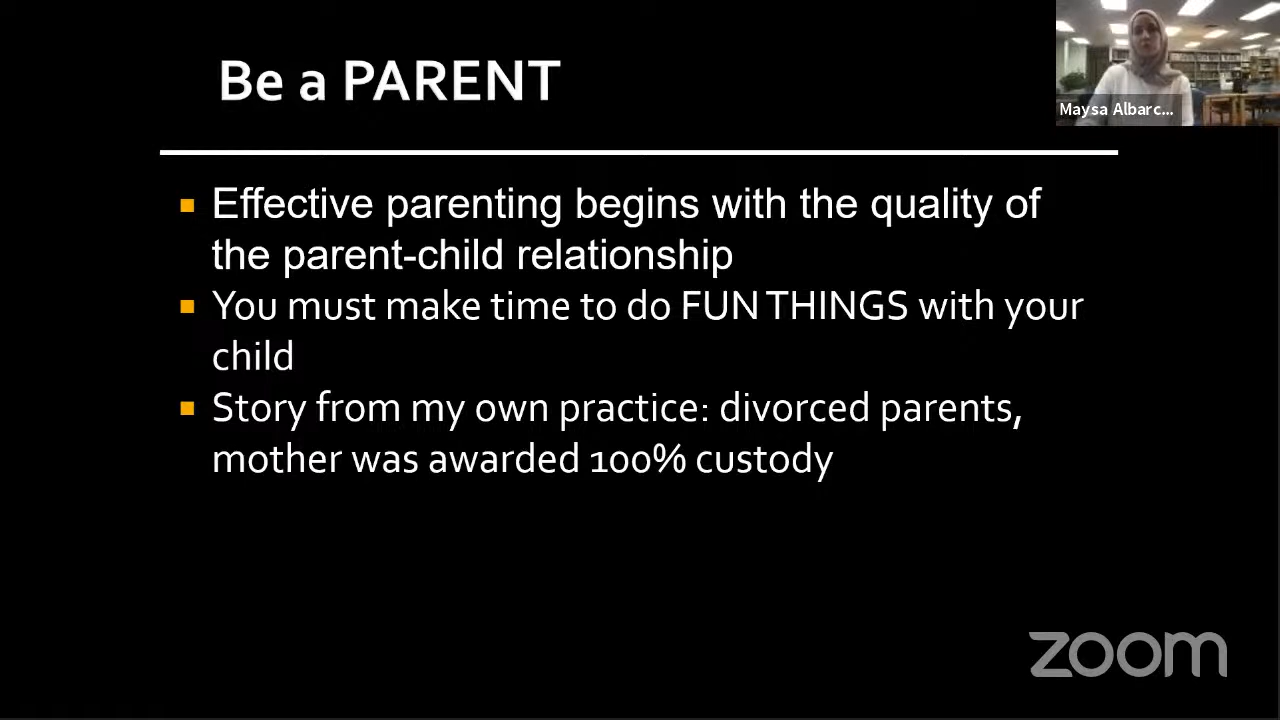 Be a PARENT
Maysa Albarc...
Effective parenting begins with the quality of
the parent-child relationship
You must make time to do FUN THINGS with your
child
Story from my own practice: divorced parents,
mother was awarded 100% custody
zoom